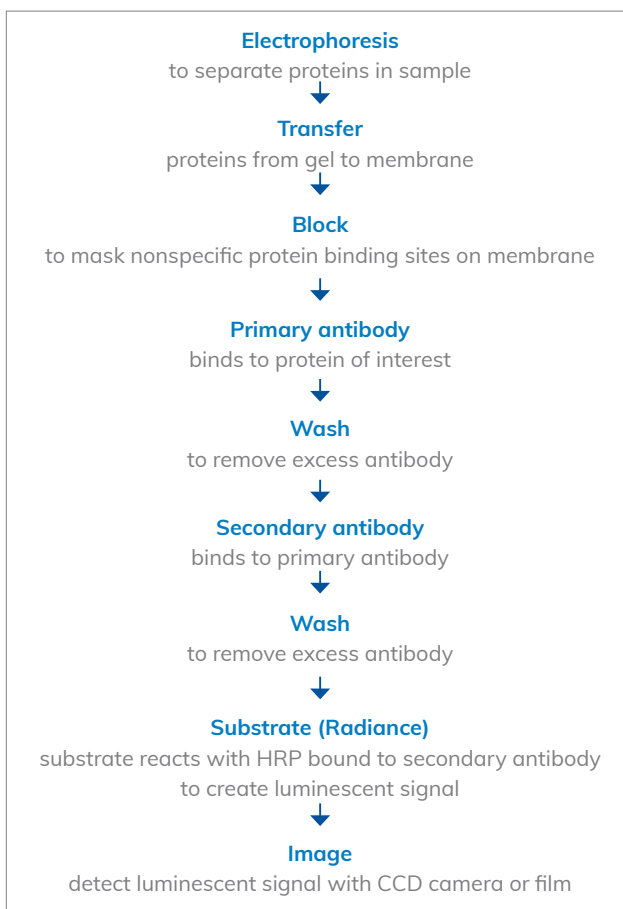 Electrophoresis
to separate proteins in sample
Transfer
proteins from gel to membrane
Block
to mask nonspecific protein binding sites on membrane
Primary antibody
binds to protein of interest
Wash
to remove excess antibody
Secondary antibody
binds to primary antibody
Wash
to remove excess antibody
Substrate (Radiance)
substrate reacts with HRP bound to secondary antibody
to create luminescent signal
Image
detect luminescent signal with CCD camera or film